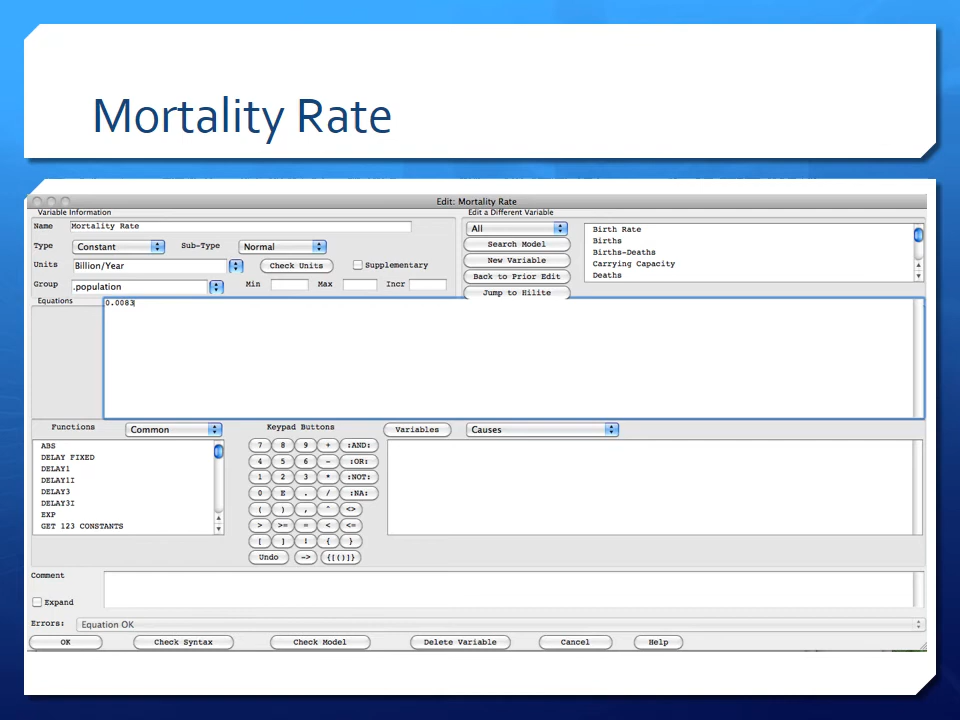 Mortality Rate
Edit: Mortality Rate
Variable Information
Edit a Different Variable
Name Mortality Rate
All
Search Model
New Variable
Back to Prior Edit
Jump to Hilite
Birth Rate
Births
Births-Deaths
Carrying Capacity
Deaths
Type Constant Sub-Type Normal
Units Billion/Year Check Units Supplementary
Group .population Min Max Incr
Equations 0.0083
Functions Common
Keypad Buttons
Variables Causes
ABS
DELAY FIXED
DELAY1
DELAY1I
DELAY3
DELAY3I
EXP
GET 123 CONSTANTS
7 8 9 + :AND:
4 5 6 - :OR:
1 2 3 * :NOT:
0 E . / :NA:
( ) , ^ <>
> >= = < <=
[ ] ! { }
Undo -> {[()]}
Comment
Expand
Errors: Equation OK
OK Check Syntax Check Model Delete Variable Cancel Help